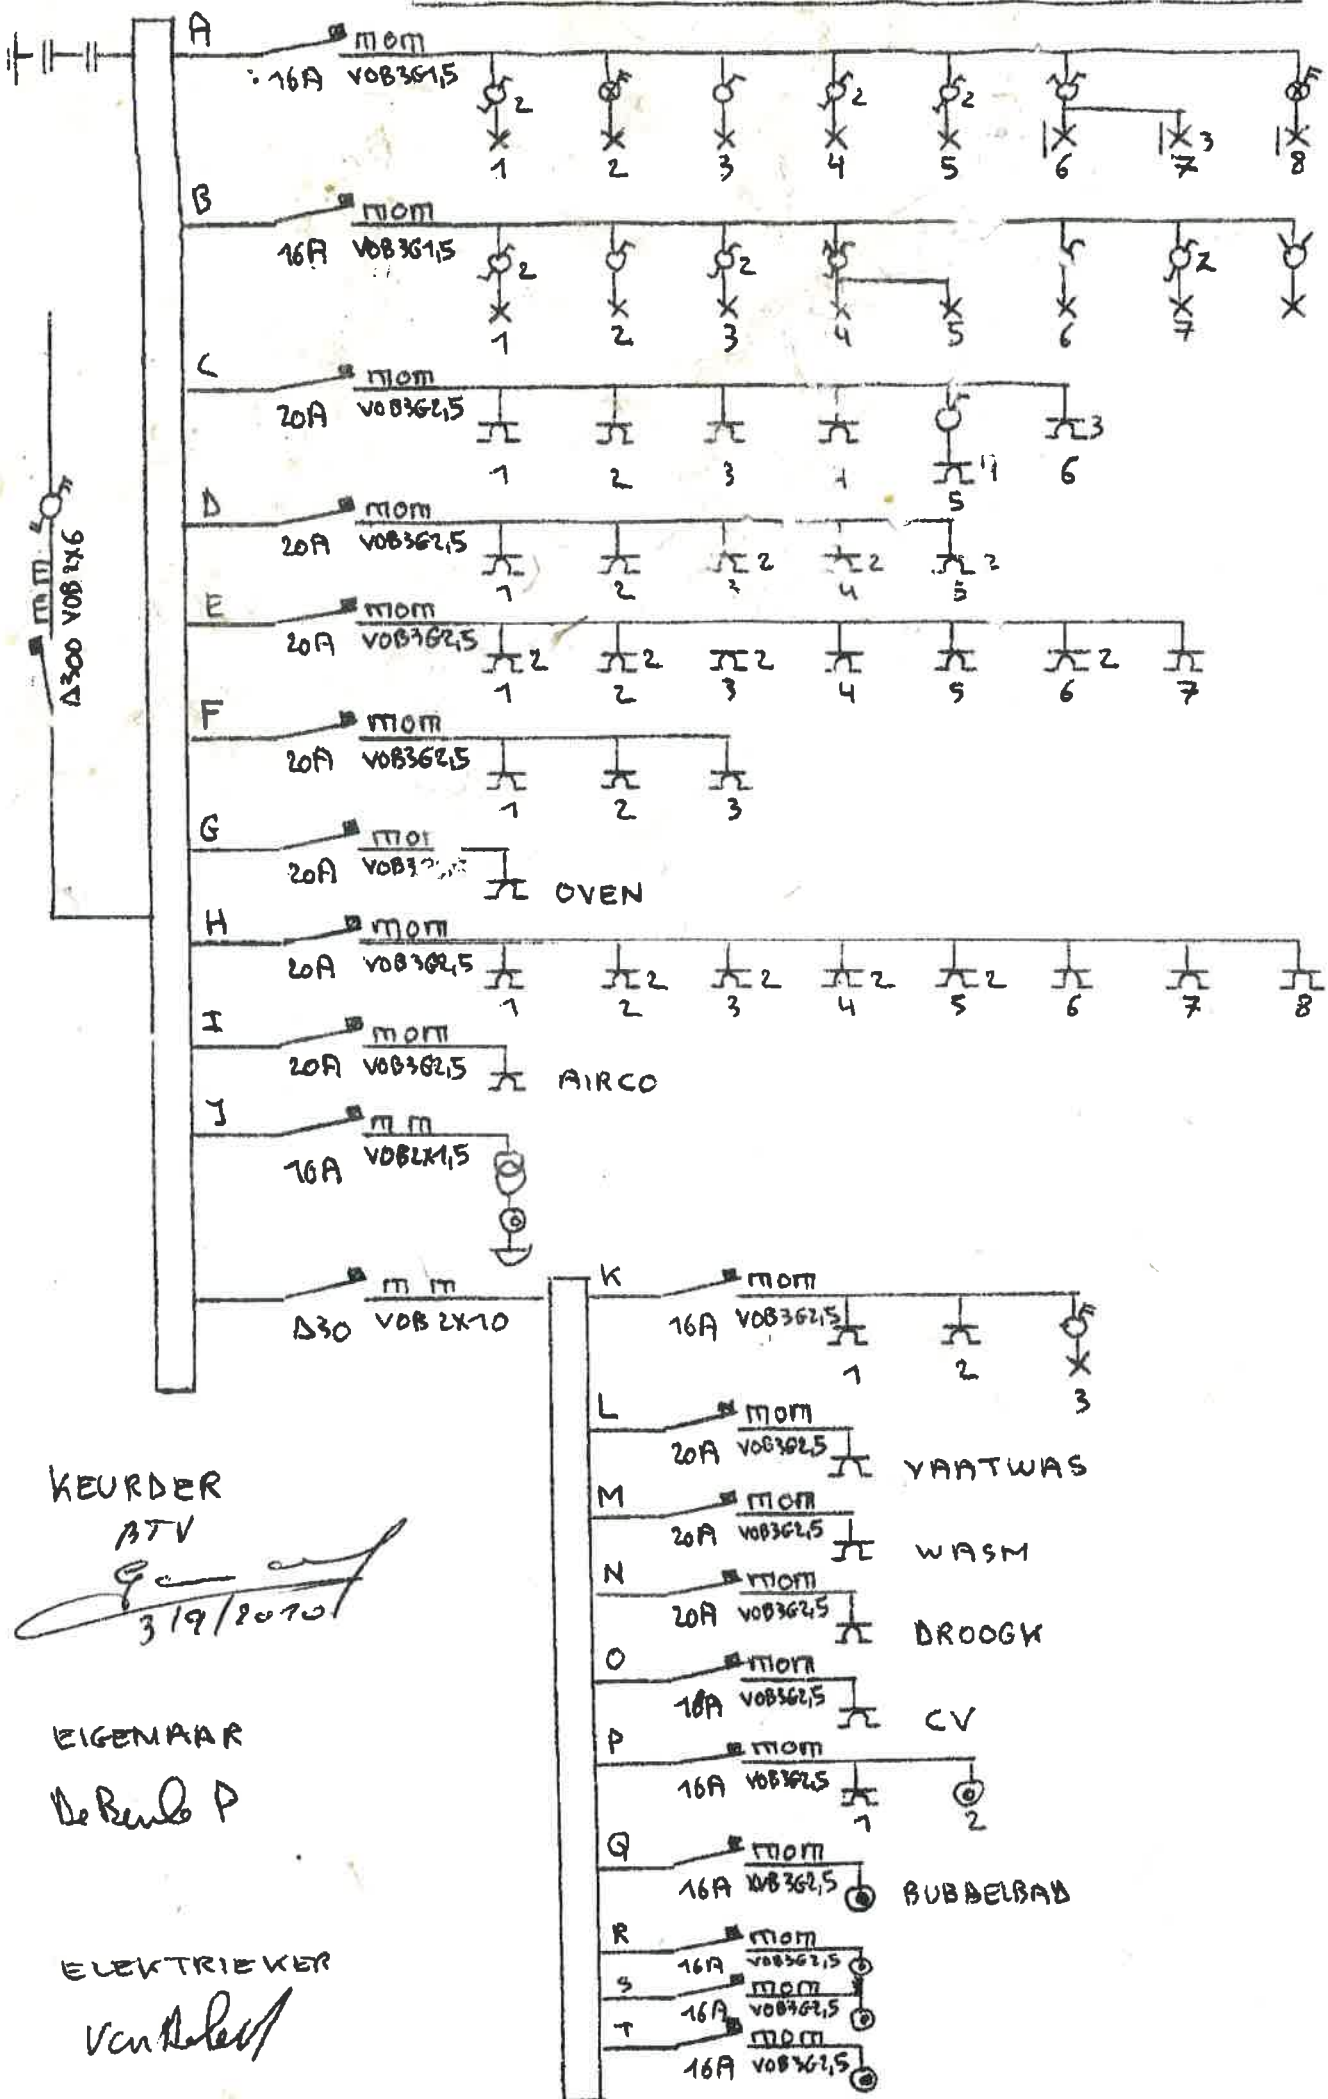 A mom
16A VOB3G1,5
2 2 2
1 2 3 4 5 6 7 3 8
B mom
16A VOB3G1,5
2 2 2
1 2 3 4 5 6 7
C mom
20A VOB3G2,5
3
1 2 3 5 6
D mom
20A VOB3G2,5
2 2 2
1 2 3 4 5
Δ300 VOB 2X6
m m
2
E mom
20A VOB3G2,5
2 2 2 2
1 2 3 4 5 6 7
F mom
20A VOB3G2,5
1 2 3
G
20A
OVEN
H mom
20A VOB3G2,5
2 2 2 2
1 2 3 4 5 6 7 8
I mom
20A VOB3G2,5
AIRCO
J m m
16A VOB2X1,5
m m
Δ30 VOB 2X10
K mom
16A VOB3G2,5
1 2 3
L mom
20A VOB3G2,5
VAATWAS
M mom
20A VOB3G2,5
WASM
N mom
20A VOB3G2,5
DROOGK
O mom
16A VOB3G2,5
CV
P mom
16A VOB3G2,5
1 2
Q mom
16A VOB3G2,5
BUBBELBAD
R mom
16A VOB3G2,5
S mom
16A VOB3G2,5
T mom
16A VOB3G2,5
KEURDER
BTV
3/9/2010
EIGENAAR
ELEKTRIEKER